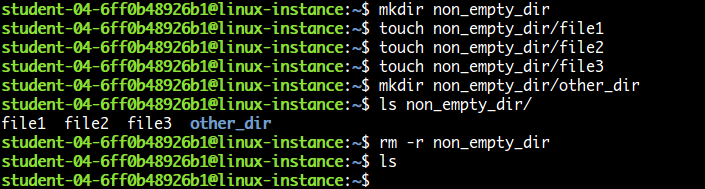 student-04-6ff0b48926b1@linux-instance:~$ mkdir non_empty_dir
student-04-6ff0b48926b1@linux-instance:~$ touch non_empty_dir/file1
student-04-6ff0b48926b1@linux-instance:~$ touch non_empty_dir/file2
student-04-6ff0b48926b1@linux-instance:~$ touch non_empty_dir/file3
student-04-6ff0b48926b1@linux-instance:~$ mkdir non_empty_dir/other_dir
student-04-6ff0b48926b1@linux-instance:~$ ls non_empty_dir/
file1  file2  file3  other_dir
student-04-6ff0b48926b1@linux-instance:~$ rm -r non_empty_dir
student-04-6ff0b48926b1@linux-instance:~$ ls
student-04-6ff0b48926b1@linux-instance:~$